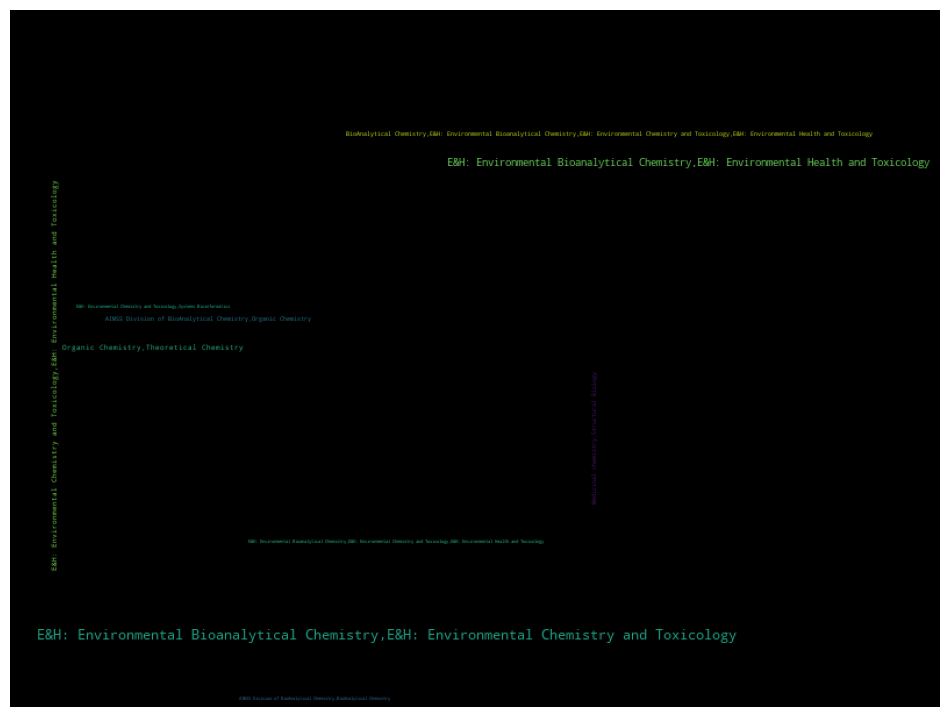 BioAnalytical Chemistry,E&H: Environmental Bioanalytical Chemistry,E&H: Environmental Chemistry and Toxicology,E&H: Environmental Health and Toxicology
E&H: Environmental Bioanalytical Chemistry,E&H: Environmental Health and Toxicology
E&H: Environmental Chemistry and Toxicology,E&H: Environmental Health and Toxicology
E&H: Environmental Chemistry and Toxicology,Systems Bioinformatics
AIMSS Division of BioAnalytical Chemistry,Organic Chemistry
Organic Chemistry,Theoretical Chemistry
Medicinal chemistry,Structural Biology
E&H: Environmental Bioanalytical Chemistry,E&H: Environmental Chemistry and Toxicology,E&H: Environmental Health and Toxicology
E&H: Environmental Bioanalytical Chemistry,E&H: Environmental Chemistry and Toxicology
AIMSS Division of BioAnalytical Chemistry,BioAnalytical Chemistry